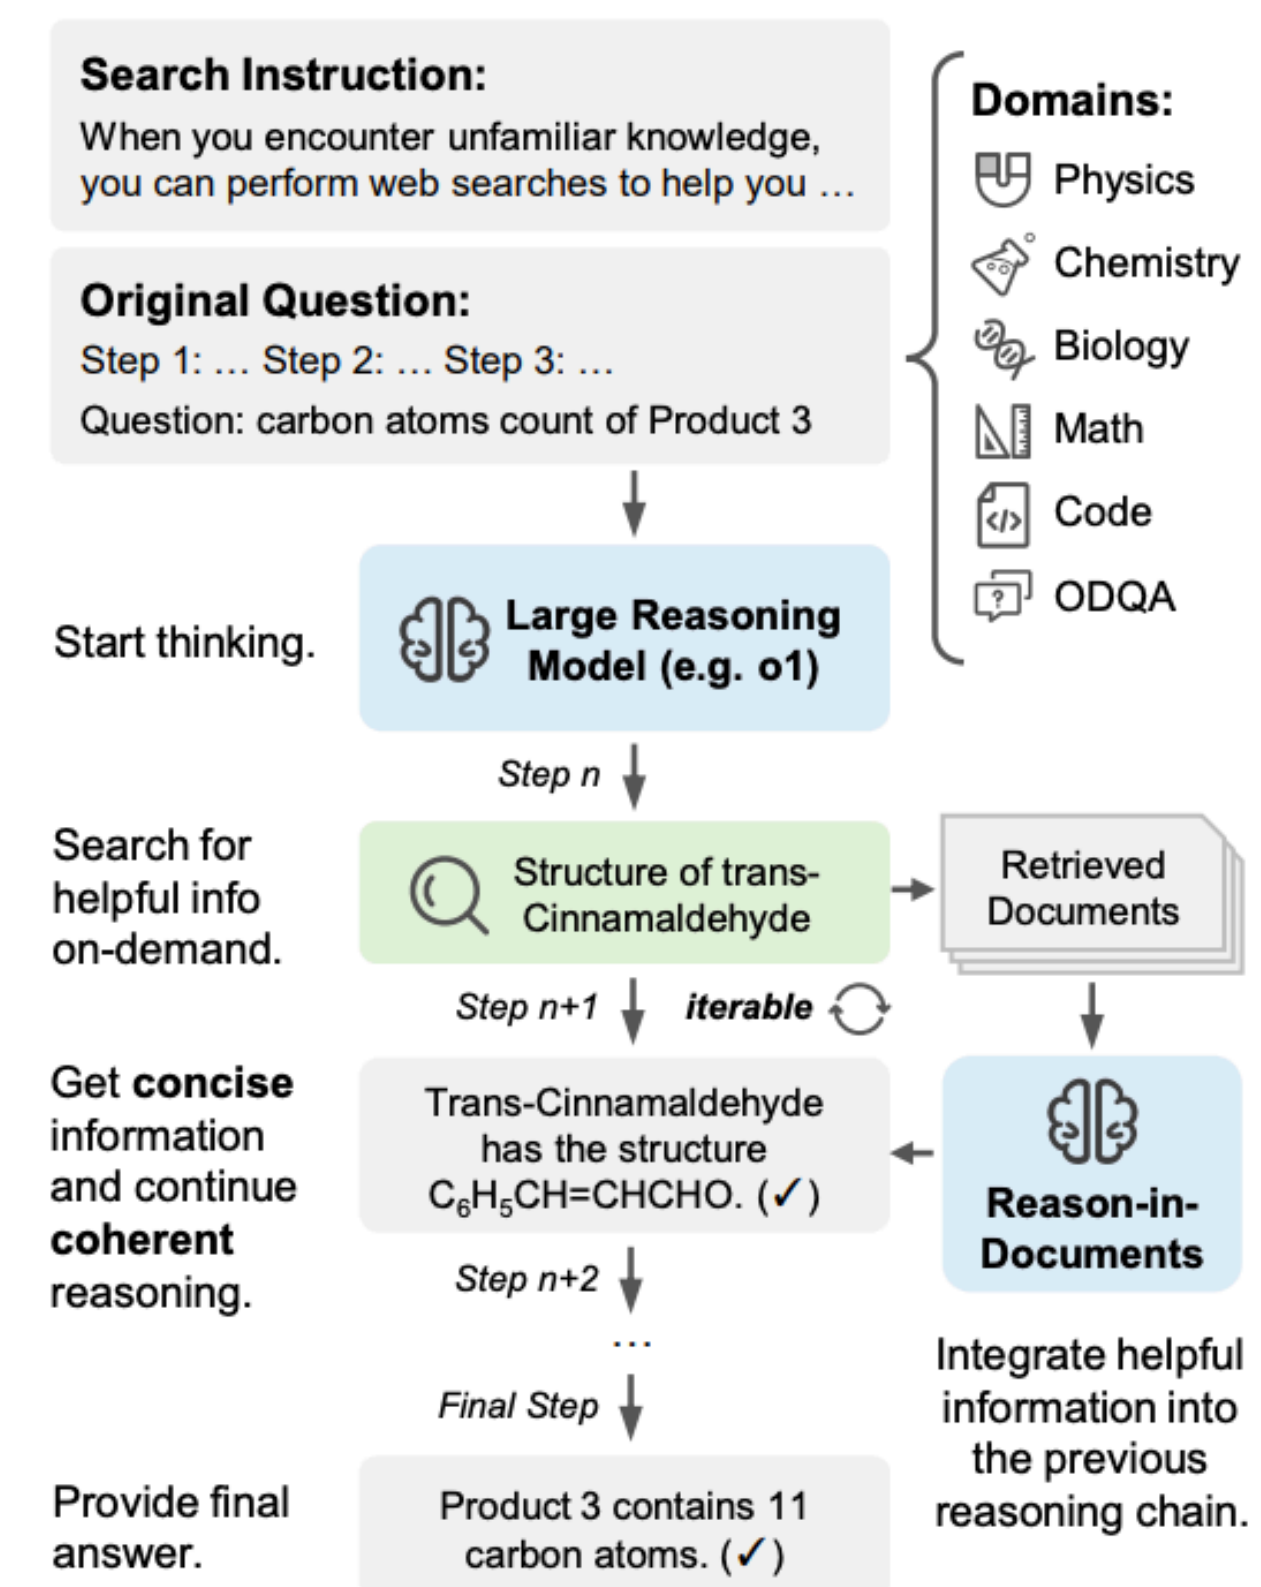 Search Instruction:
When you encounter unfamiliar knowledge,
you can perform web searches to help you …
Original Question:
Step 1: … Step 2: … Step 3: …
Question: carbon atoms count of Product 3
Domains:
Physics
Chemistry
Biology
Math
Code
ODQA
Start thinking.
Large Reasoning
Model (e.g. o1)
Step n
Search for
helpful info
on-demand.
Structure of trans-
Cinnamaldehyde
Retrieved
Documents
Step n+1
iterable
Get concise
information
and continue
coherent
reasoning.
Trans-Cinnamaldehyde
has the structure
C₆H₅CH=CHCHO. (✓)
Reason-in-
Documents
Step n+2
…
Integrate helpful
information into
the previous
reasoning chain.
Final Step
Provide final
answer.
Product 3 contains 11
carbon atoms. (✓)